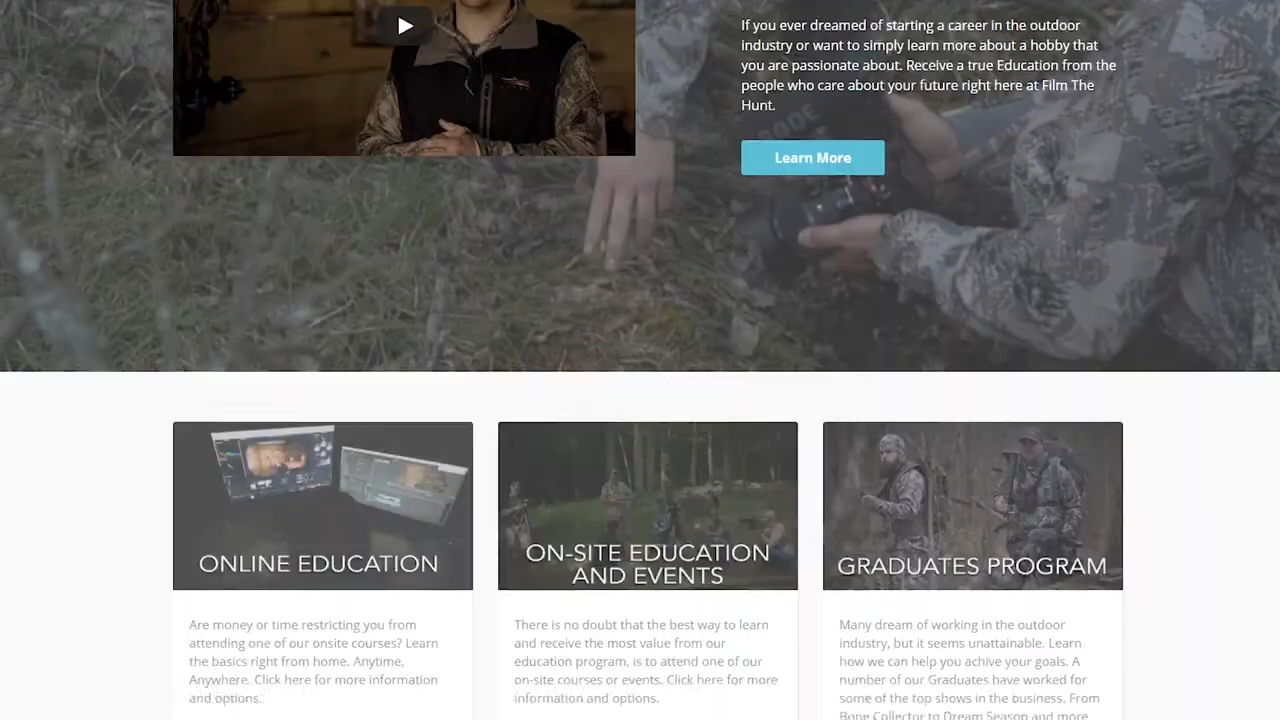 If you ever dreamed of starting a career in the outdoor
industry or want to simply learn more about a hobby that
you are passionate about. Receive a true Education from the
people who care about your future right here at Film The
Hunt.
Learn More
ONLINE EDUCATION
Are money or time restricting you from
attending one of our onsite courses? Learn
the basics right from home. Anytime,
Anywhere. Click here for more information
and options.
ON-SITE EDUCATION
AND EVENTS
There is no doubt that the best way to learn
and receive the most value from our
education program, is to attend one of our
on-site courses or events. Click here for more
information and options.
GRADUATES PROGRAM
Many dream of working in the outdoor
industry, but it seems unattainable. Learn
how we can help you achive your goals. A
number of our Graduates have worked for
some of the top shows in the business. From
Bone Collector to Dream Season and more